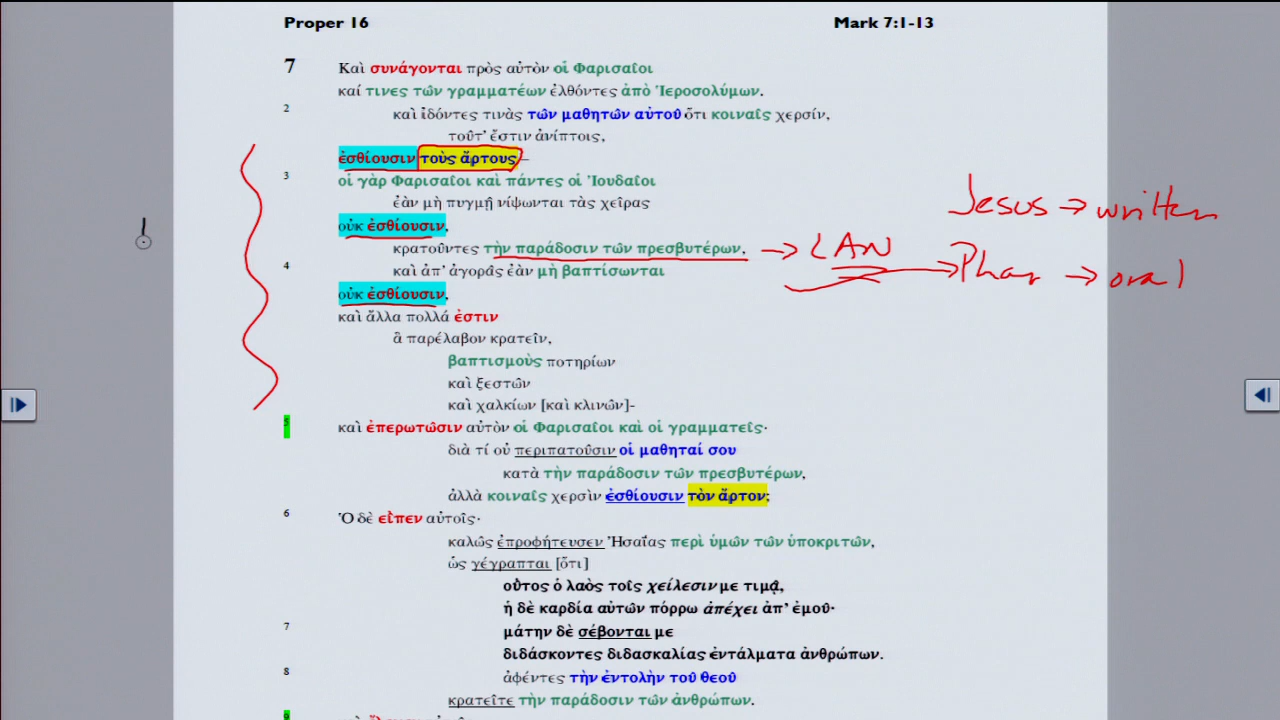 Proper 16 Mark 7:1-13
7 Καὶ συνάγονται πρὸς αὐτὸν οἱ Φαρισαῖοι
καί τινες τῶν γραμματέων ἐλθόντες ἀπὸ Ἱεροσολύμων.
2 καὶ ἰδόντες τινὰς τῶν μαθητῶν αὐτοῦ ὅτι κοιναῖς χερσίν,
τοῦτ' ἔστιν ἀνίπτοις,
ἐσθίουσιν τοὺς ἄρτους–
3 οἱ γὰρ Φαρισαῖοι καὶ πάντες οἱ Ἰουδαῖοι
ἐὰν μὴ πυγμῇ νίψωνται τὰς χεῖρας
οὐκ ἐσθίουσιν,
Jesus → written
κρατοῦντες τὴν παράδοσιν τῶν πρεσβυτέρων, → LAW → Phar → oral
4 καὶ ἀπ' ἀγορᾶς ἐὰν μὴ βαπτίσωνται
οὐκ ἐσθίουσιν,
καὶ ἄλλα πολλά ἐστιν
ἃ παρέλαβον κρατεῖν,
βαπτισμοὺς ποτηρίων
καὶ ξεστῶν
καὶ χαλκίων [καὶ κλινῶν]-
5 καὶ ἐπερωτῶσιν αὐτὸν οἱ Φαρισαῖοι καὶ οἱ γραμματεῖς·
διὰ τί οὐ περιπατοῦσιν οἱ μαθηταί σου
κατὰ τὴν παράδοσιν τῶν πρεσβυτέρων,
ἀλλὰ κοιναῖς χερσὶν ἐσθίουσιν τὸν ἄρτον;
6 Ὁ δὲ εἶπεν αὐτοῖς·
καλῶς ἐπροφήτευσεν Ἠσαΐας περὶ ὑμῶν τῶν ὑποκριτῶν,
ὡς γέγραπται [ὅτι]
οὗτος ὁ λαὸς τοῖς χείλεσιν με τιμᾷ,
ἡ δὲ καρδία αὐτῶν πόρρω ἀπέχει ἀπ' ἐμοῦ·
7 μάτην δὲ σέβονται με
διδάσκοντες διδασκαλίας ἐντάλματα ἀνθρώπων.
8 ἀφέντες τὴν ἐντολὴν τοῦ θεοῦ
κρατεῖτε τὴν παράδοσιν τῶν ἀνθρώπων.
9